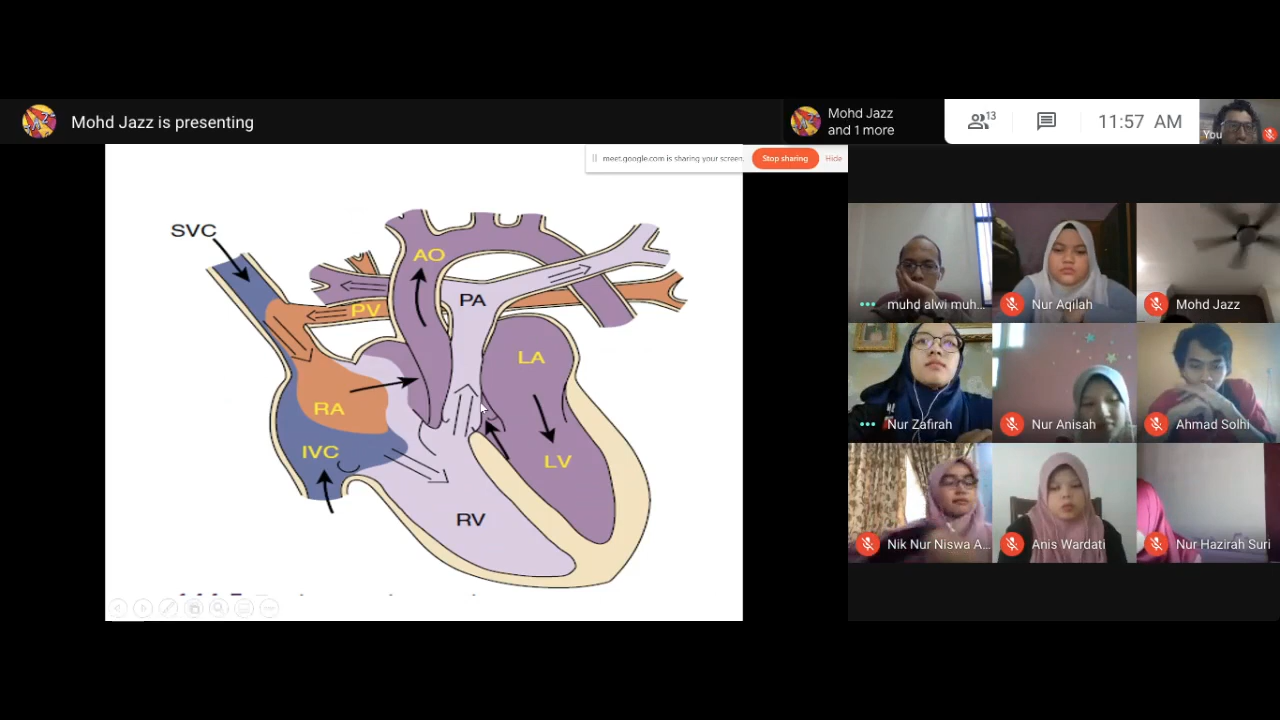 Mohd Jazz is presenting
Mohd Jazz
and 1 more
13
11:57 AM
You
meet.google.com is sharing your screen.
Stop sharing
Hide
SVC
AO
PA
PV
LA
RA
IVC
LV
RV
muhd alwi muh...
Nur Aqilah
Mohd Jazz
Nur Zafirah
Nur Anisah
Ahmad Solhi
Nik Nur Niswa A...
Anis Wardati
Nur Hazirah Suri